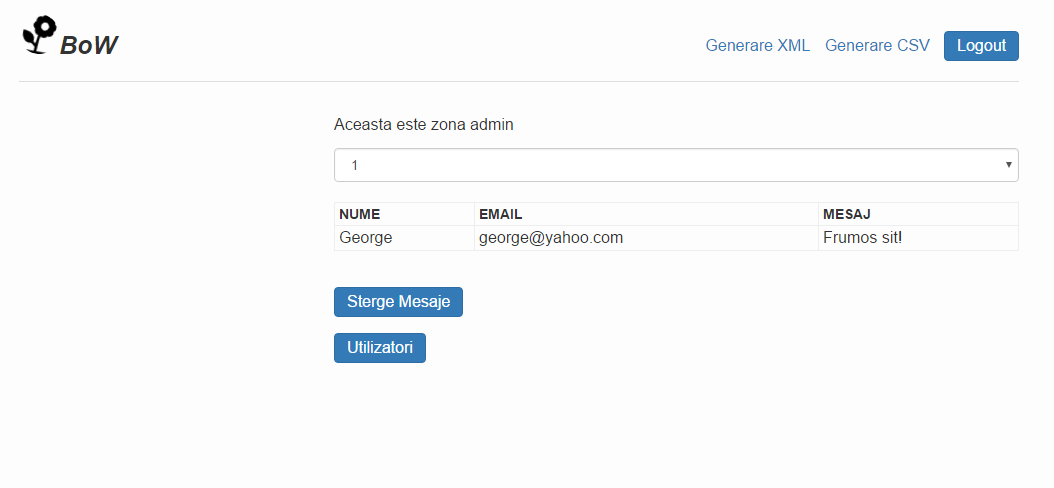 BoW
Generare XML Generare CSV Logout
Aceasta este zona admin
1
NUME EMAIL MESAJ
George george@yahoo.com Frumos sit!
Sterge Mesaje
Utilizatori